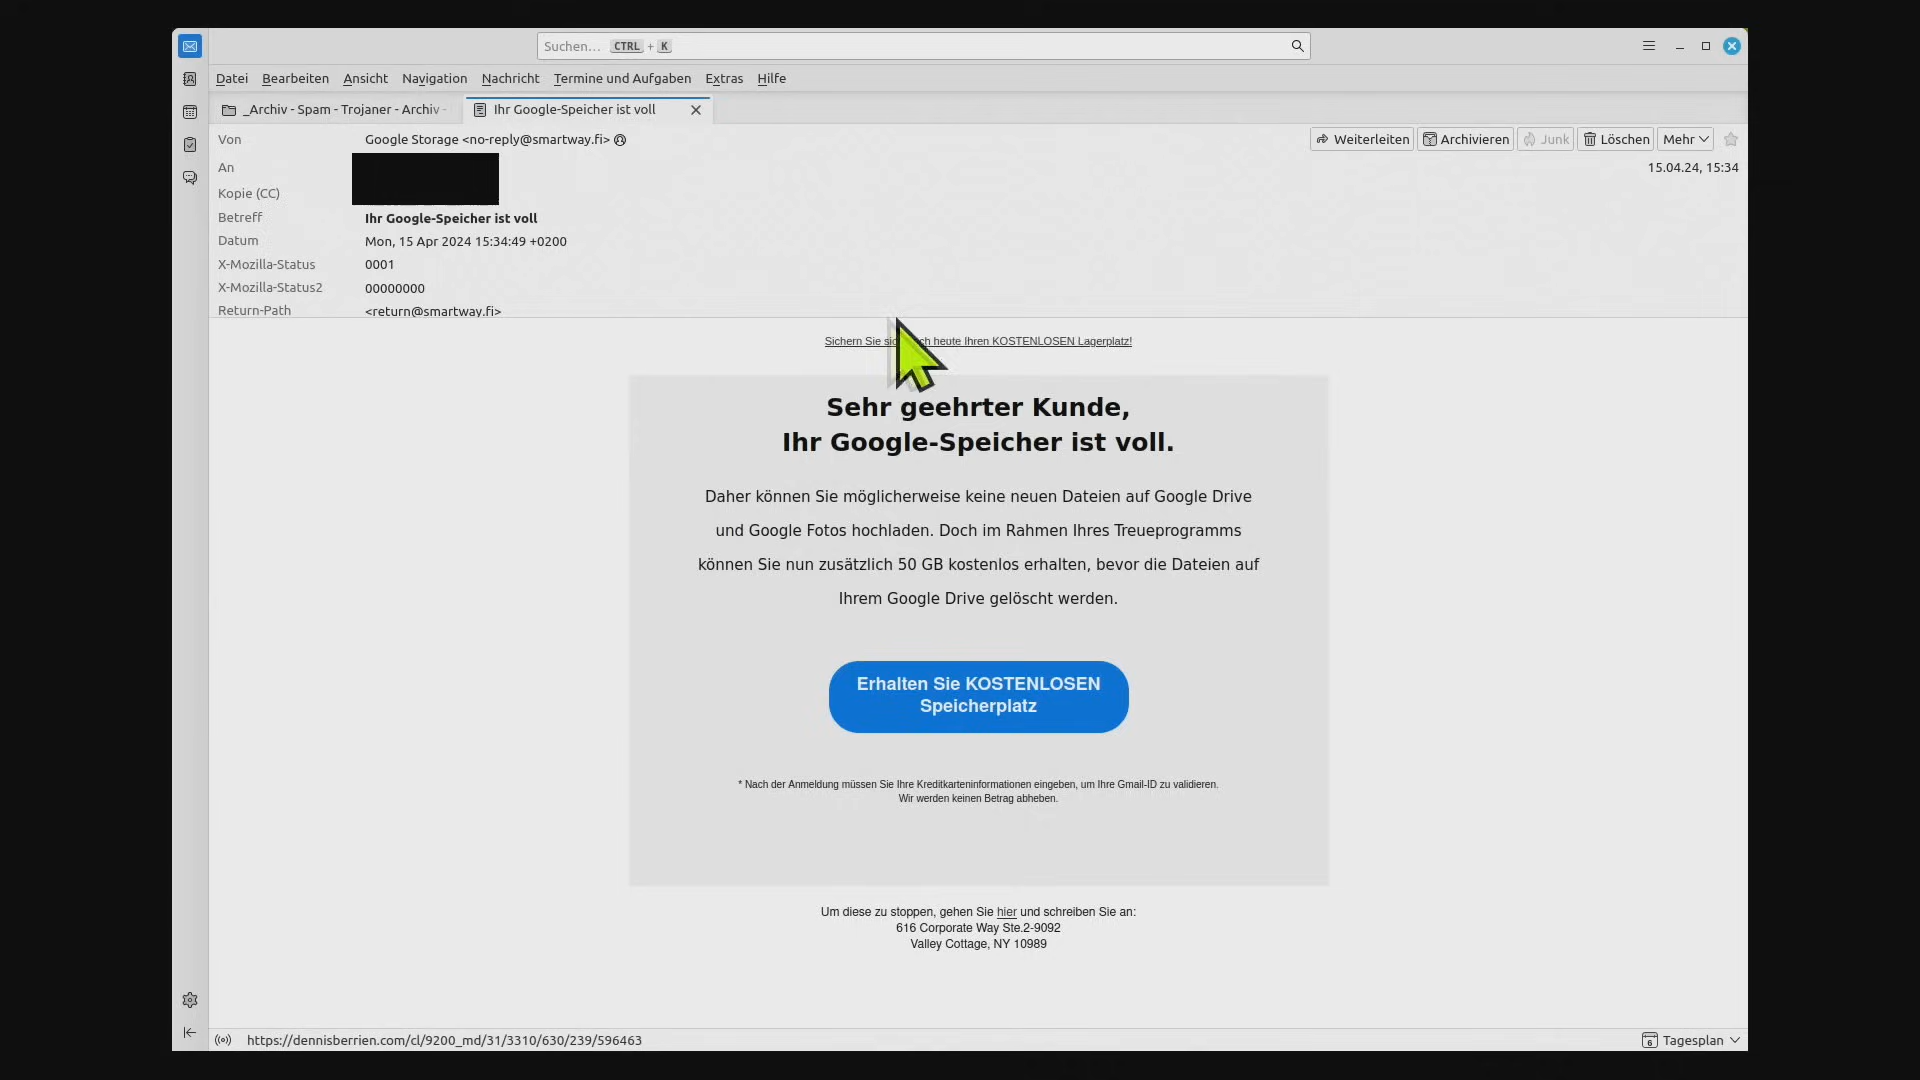 Suchen… CTRL + K
Datei Bearbeiten Ansicht Navigation Nachricht Termine und Aufgaben Extras Hilfe
_Archiv - Spam - Trojaner - Archiv -
Ihr Google-Speicher ist voll
Von Google Storage <no-reply@smartway.fi>
Weiterleiten Archivieren Junk Löschen Mehr
An
15.04.24, 15:34
Kopie (CC)
Betreff Ihr Google-Speicher ist voll
Datum Mon, 15 Apr 2024 15:34:49 +0200
X-Mozilla-Status 0001
X-Mozilla-Status2 00000000
Return-Path <return@smartway.fi>
Sichern Sie heute Ihren KOSTENLOSEN Lagerplatz!
Sehr geehrter Kunde,
Ihr Google-Speicher ist voll.
Daher können Sie möglicherweise keine neuen Dateien auf Google Drive
und Google Fotos hochladen. Doch im Rahmen Ihres Treueprogramms
können Sie nun zusätzlich 50 GB kostenlos erhalten, bevor die Dateien auf
Ihrem Google Drive gelöscht werden.
Erhalten Sie KOSTENLOSEN
Speicherplatz
* Nach der Anmeldung müssen Sie Ihre Kreditkarteninformationen eingeben, um Ihre Gmail-ID zu validieren.
Wir werden keinen Betrag abheben.
Um diese zu stoppen, gehen Sie hier und schreiben Sie an:
616 Corporate Way Ste.2-9092
Valley Cottage, NY 10989
https://dennisberrien.com/cl/9200_md/31/3310/630/239/596463
6 Tagesplan